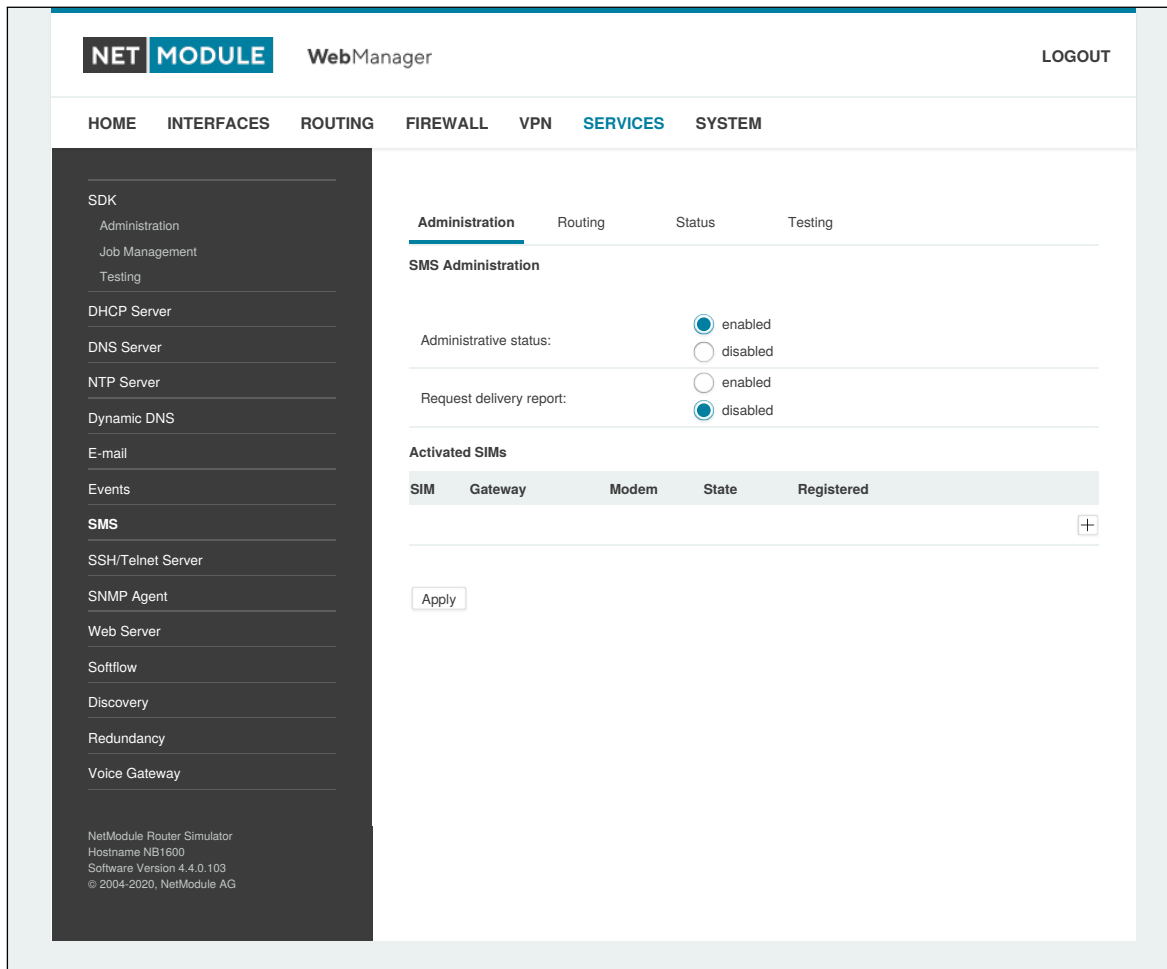 NET MODULE WebManager LOGOUT
HOME INTERFACES ROUTING FIREWALL VPN SERVICES SYSTEM
SDK
Administration
Job Management
Testing
DHCP Server
DNS Server
NTP Server
Dynamic DNS
E-mail
Events
SMS
SSH/Telnet Server
SNMP Agent
Web Server
Softflow
Discovery
Redundancy
Voice Gateway
NetModule Router Simulator
Hostname NB1600
Software Version 4.4.0.103
© 2004-2020, NetModule AG
Administration Routing Status Testing
SMS Administration
Administrative status:
enabled
disabled
Request delivery report:
enabled
disabled
Activated SIMs
SIM Gateway Modem State Registered
Apply